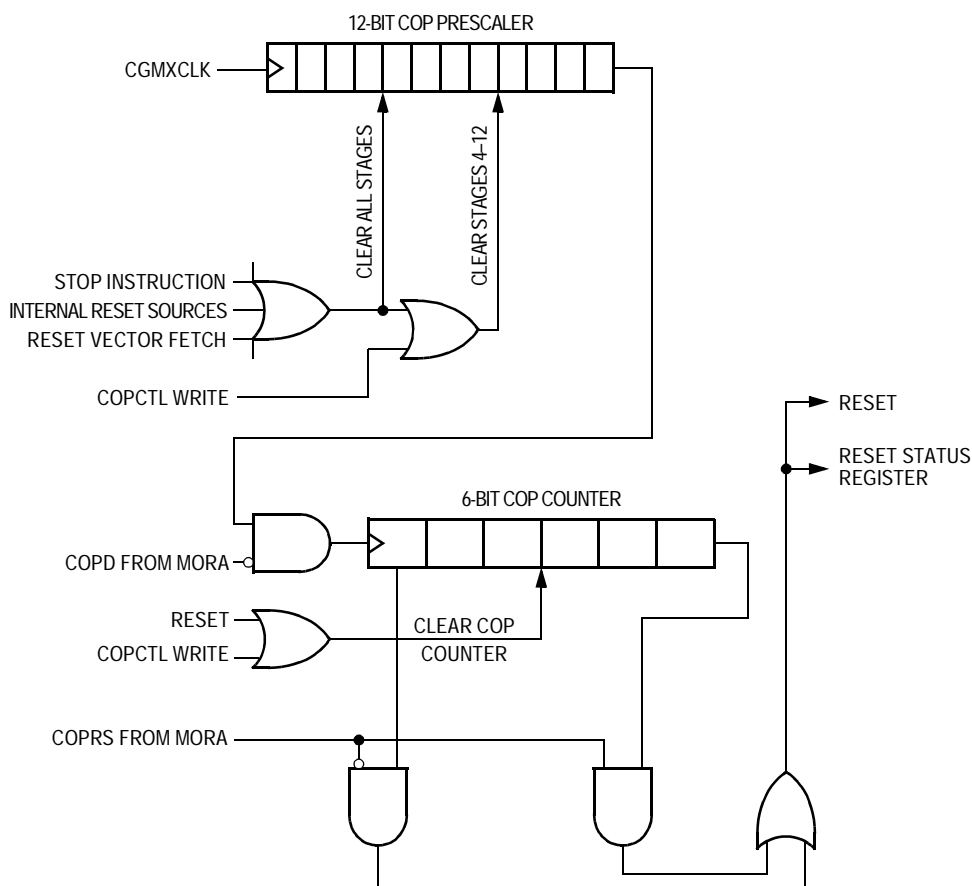 12-BIT COP PRESCALER
CGMXCLK
CLEAR ALL STAGES
CLEAR STAGES 4–12
STOP INSTRUCTION
INTERNAL RESET SOURCES
RESET VECTOR FETCH
COPCTL WRITE
RESET
RESET STATUS
REGISTER
6-BIT COP COUNTER
COPD FROM MORA
RESET
COPCTL WRITE
CLEAR COP
COUNTER
COPRS FROM MORA